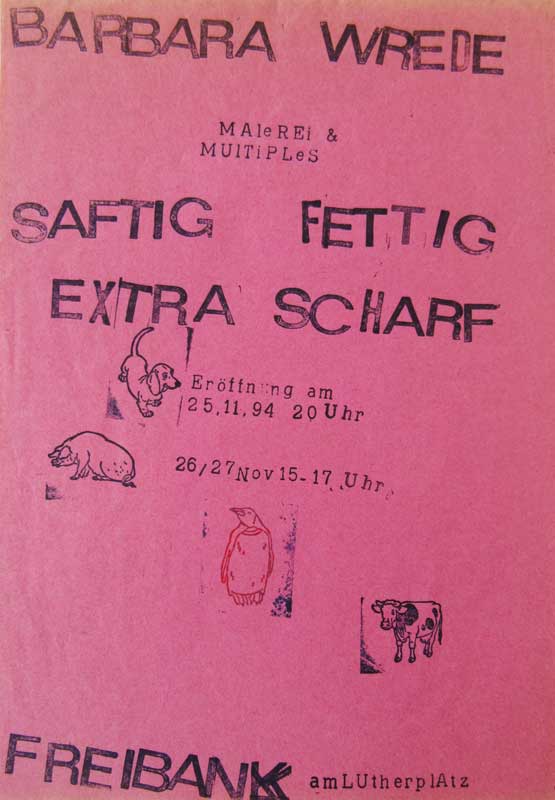 BARBARA WREDE
MAleREi &
MUlTiPLeS
SAFTIG FETTIG
EXTRA SCHARF
Eröffnung am
25.11.94 20Uhr
26/27Nov15-17 Uhr
FREIBANK amLUtherplAtz